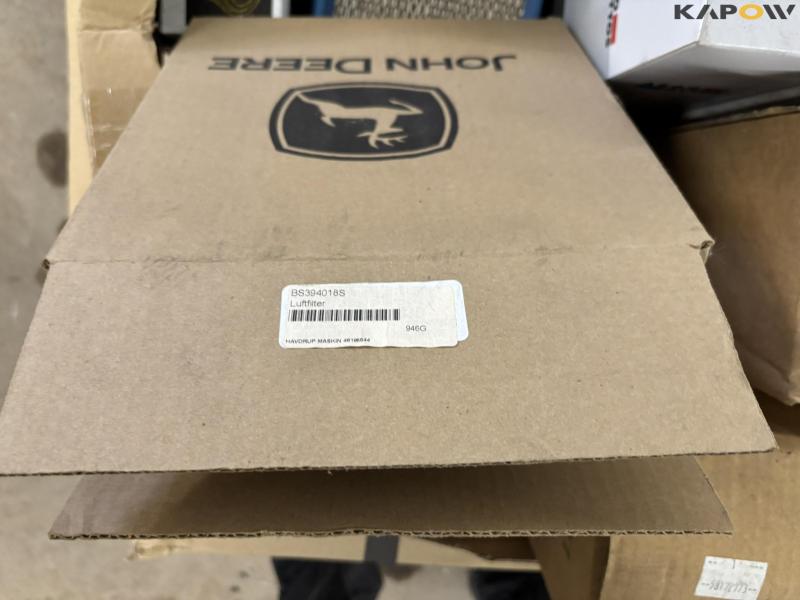 KAPOW
JOHN DEERE
BS394018S
Luftfilter
946G
HAVDRUP MASKIN